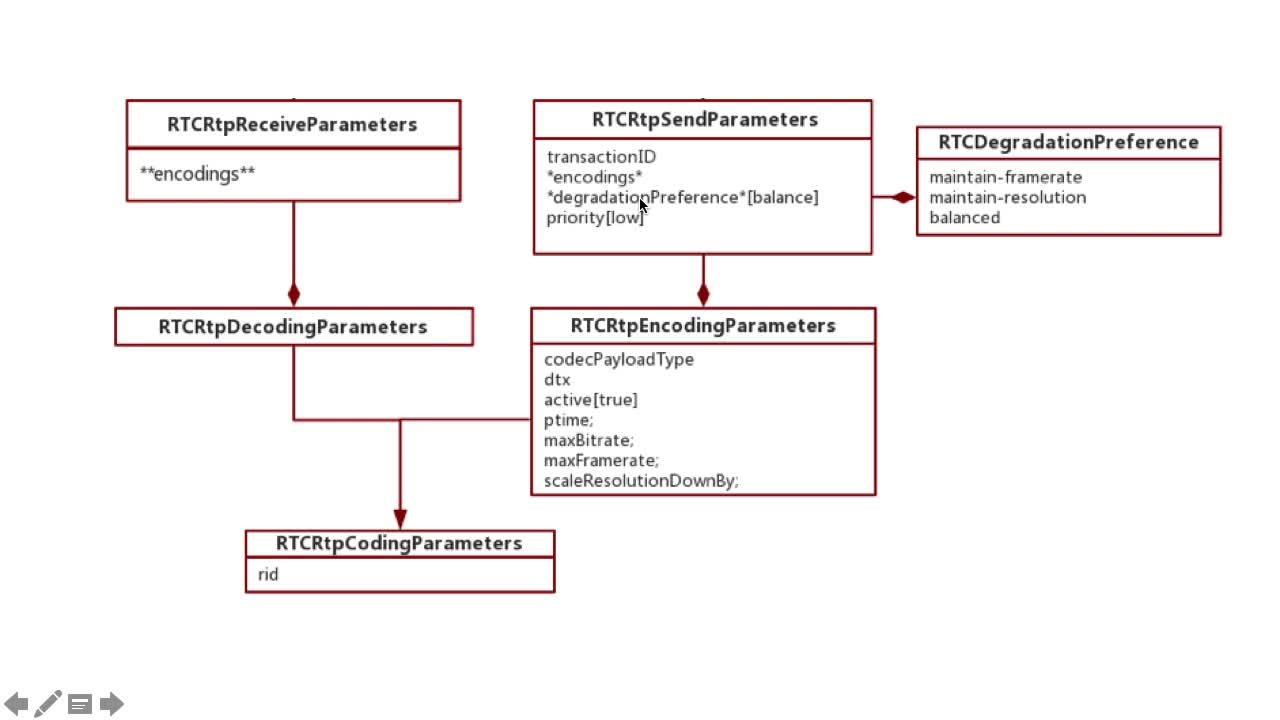 RTCRtpReceiveParameters
**encodings**
RTCRtpSendParameters
transactionID
*encodings*
*degradationPreference*[balance]
priority[low]
RTCDegradationPreference
maintain-framerate
maintain-resolution
balanced
RTCRtpDecodingParameters
RTCRtpEncodingParameters
codecPayloadType
dtx
active[true]
ptime;
maxBitrate;
maxFramerate;
scaleResolutionDownBy;
RTCRtpCodingParameters
rid